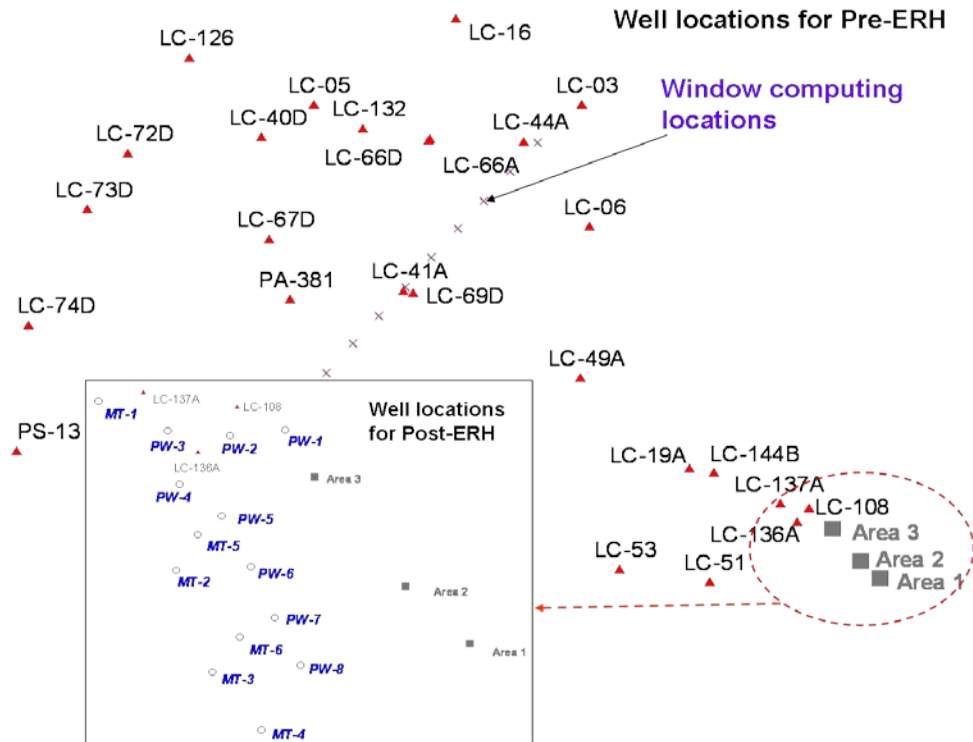 Well locations for Pre-ERH
LC-16
LC-126
Window computing
locations
LC-05
LC-03
LC-132
LC-40D
LC-44A
LC-72D
LC-66D
LC-66A
LC-73D
LC-06
LC-67D
LC-41A
PA-381
LC-69D
LC-74D
LC-49A
PS-13
LC-19A
LC-144B
LC-137A
LC-108
LC-136A
Area 3
LC-53
LC-51
Area 2
Area 1
Well locations
for Post-ERH
LC-137A
LC-108
MT-1
PW-3
PW-2
PW-1
LC-136A
Area 3
PW-4
PW-5
MT-5
MT-2
PW-6
Area 2
PW-7
MT-6
Area 1
MT-3
PW-8
MT-4